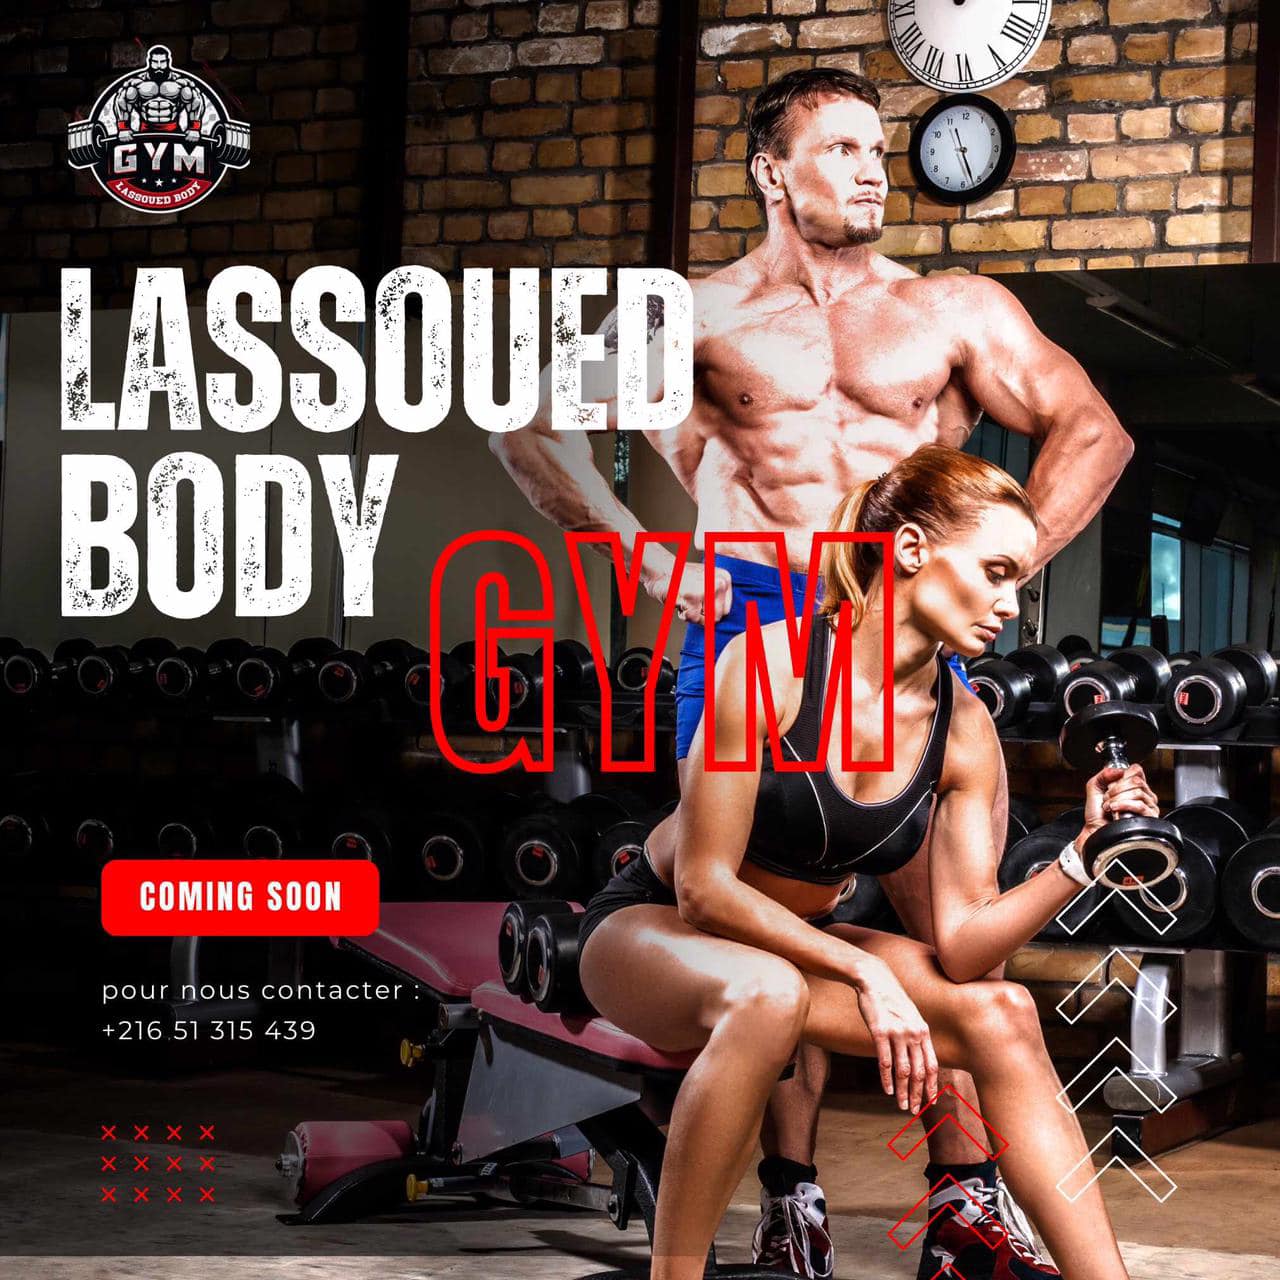 GYM
LASSOUED BODY
LASSOUED
BODY
GYM
COMING SOON
pour nous contacter :
+216 51 315 439